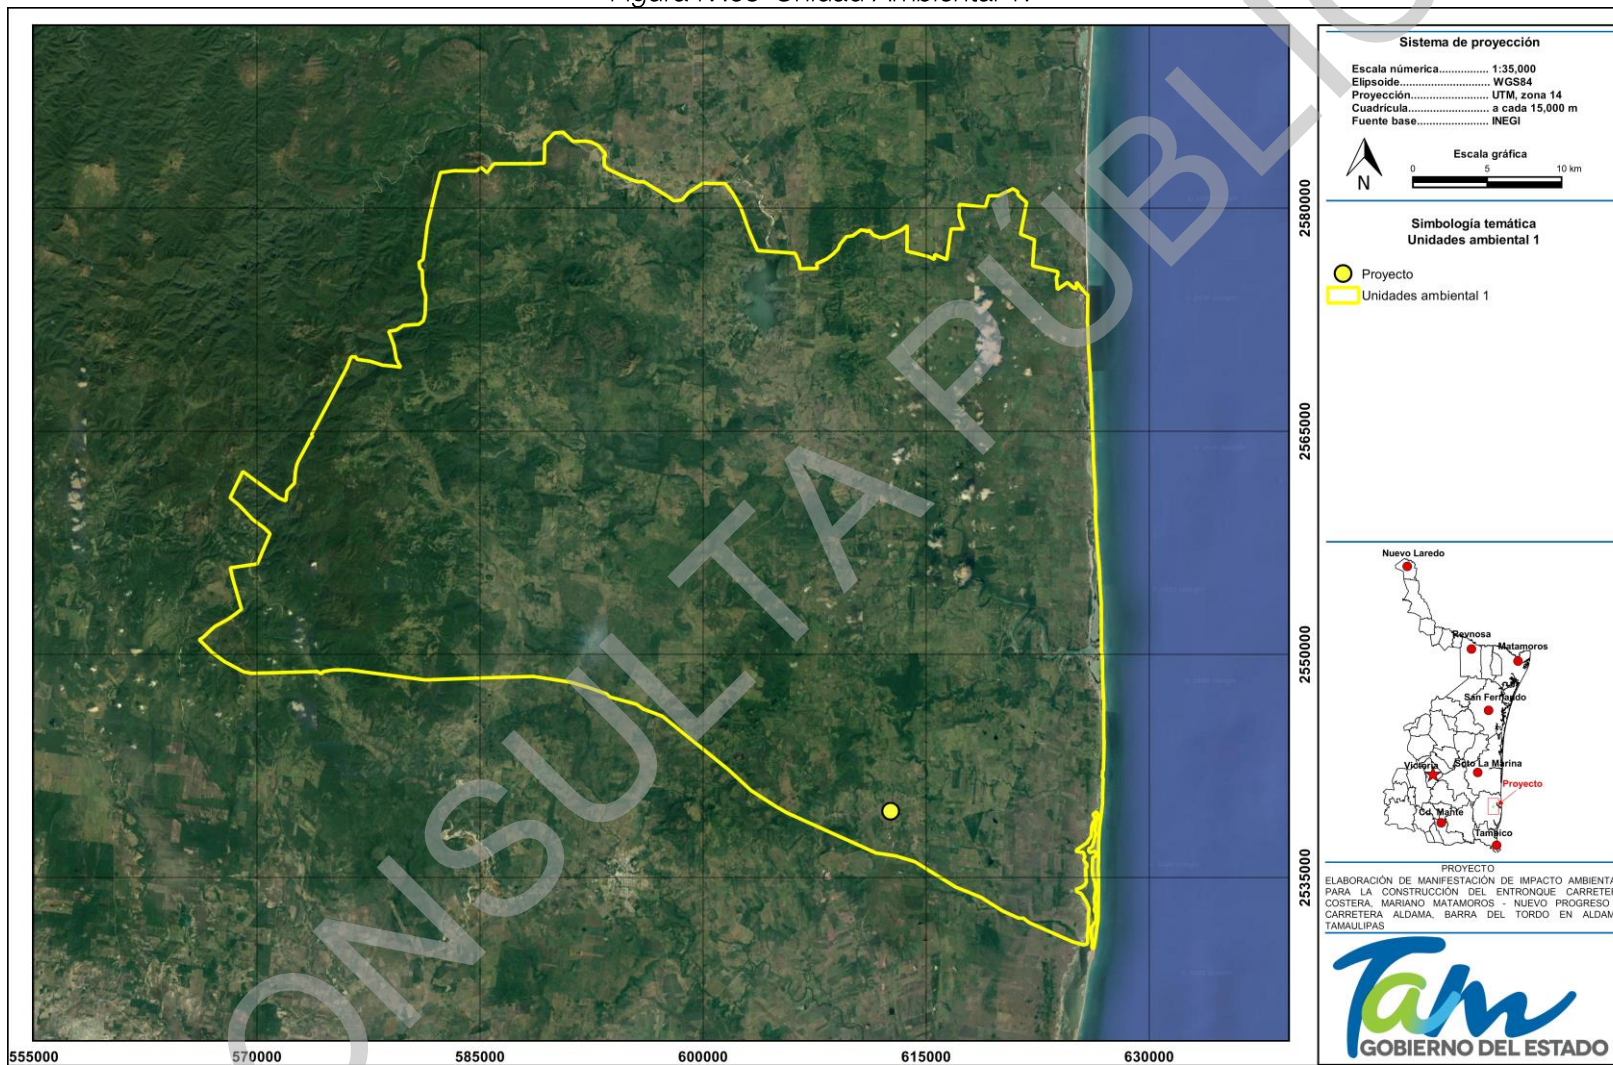 Sistema de proyección
Escala númerica............... 1:35,000
Elipsoide........................... WGS84
Proyección....................... UTM, zona 14
Cuadrícula........................ a cada 15,000 m
Fuente base..................... INEGI
N
Escala gráfica
0 5 10 km
Simbología temática
Unidades ambiental 1
Proyecto
Unidades ambiental 1
2580000
2565000
2550000
2535000
555000 570000 585000 600000 615000 630000
Nuevo Laredo
Reynosa
Matamoros
San Fernando
Victoria
Soto La Marina
Proyecto
Cd. Mante
Tampico
PROYECTO
ELABORACIÓN DE MANIFESTACIÓN DE IMPACTO AMBIENTA
PARA LA CONSTRUCCIÓN DEL ENTRONQUE CARRETER
COSTERA, MARIANO MATAMOROS - NUEVO PROGRESO
CARRETERA ALDAMA, BARRA DEL TORDO EN ALDAM
TAMAULIPAS
Tam
GOBIERNO DEL ESTADO
ONSULTA PÚBLIC